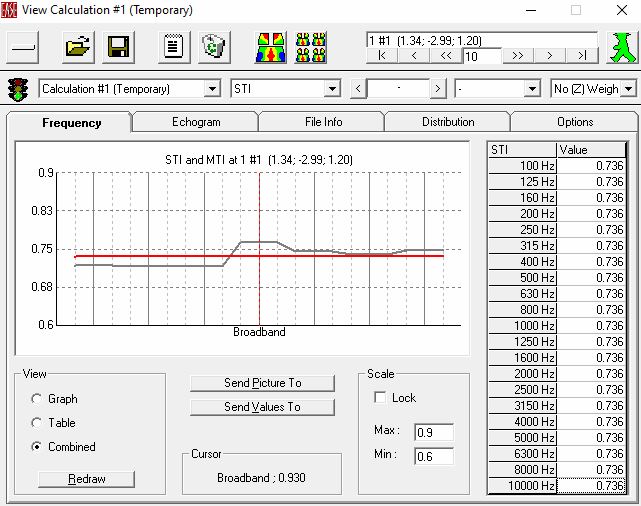 View Calculation #1 (Temporary)
1 #1 (1.34; -2.99; 1.20)
K < << 10 >> > >I
Calculation #1 (Temporary) STI < - > - No (Z) Weigh
Frequency Echogram File Info Distribution Options
STI and MTI at 1 #1 (1.34; -2.99; 1.20)
0.9
0.83
0.75
0.68
0.6
Broadband
STI Value
100 Hz 0.736
125 Hz 0.736
160 Hz 0.736
200 Hz 0.736
250 Hz 0.736
315 Hz 0.736
400 Hz 0.736
500 Hz 0.736
630 Hz 0.736
800 Hz 0.736
1000 Hz 0.736
1250 Hz 0.736
1600 Hz 0.736
2000 Hz 0.736
2500 Hz 0.736
3150 Hz 0.736
4000 Hz 0.736
5000 Hz 0.736
6300 Hz 0.736
8000 Hz 0.736
10000 Hz 0.736
View
Graph
Table
Combined
Redraw
Send Picture To
Send Values To
Cursor
Broadband ; 0.930
Scale
Lock
Max : 0.9
Min : 0.6